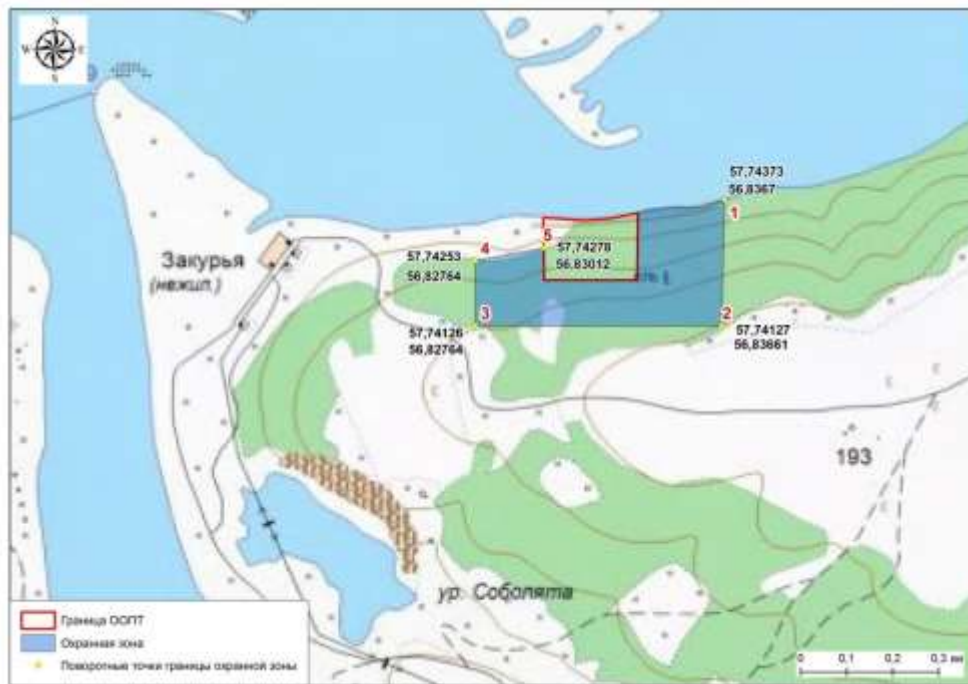 N
W
E
S
57,74373
56,8367
1
5
4
57,74278
56,83012
57,74253
56,82764
Закурья
(нежил.)
3
2
57,74126
56,82764
57,74127
56,83661
193
ур. Соболята
Граница ООПТ
Охранная зона
Поворотные точки границы охранной зоны
0 0,1 0,2 0,3 км